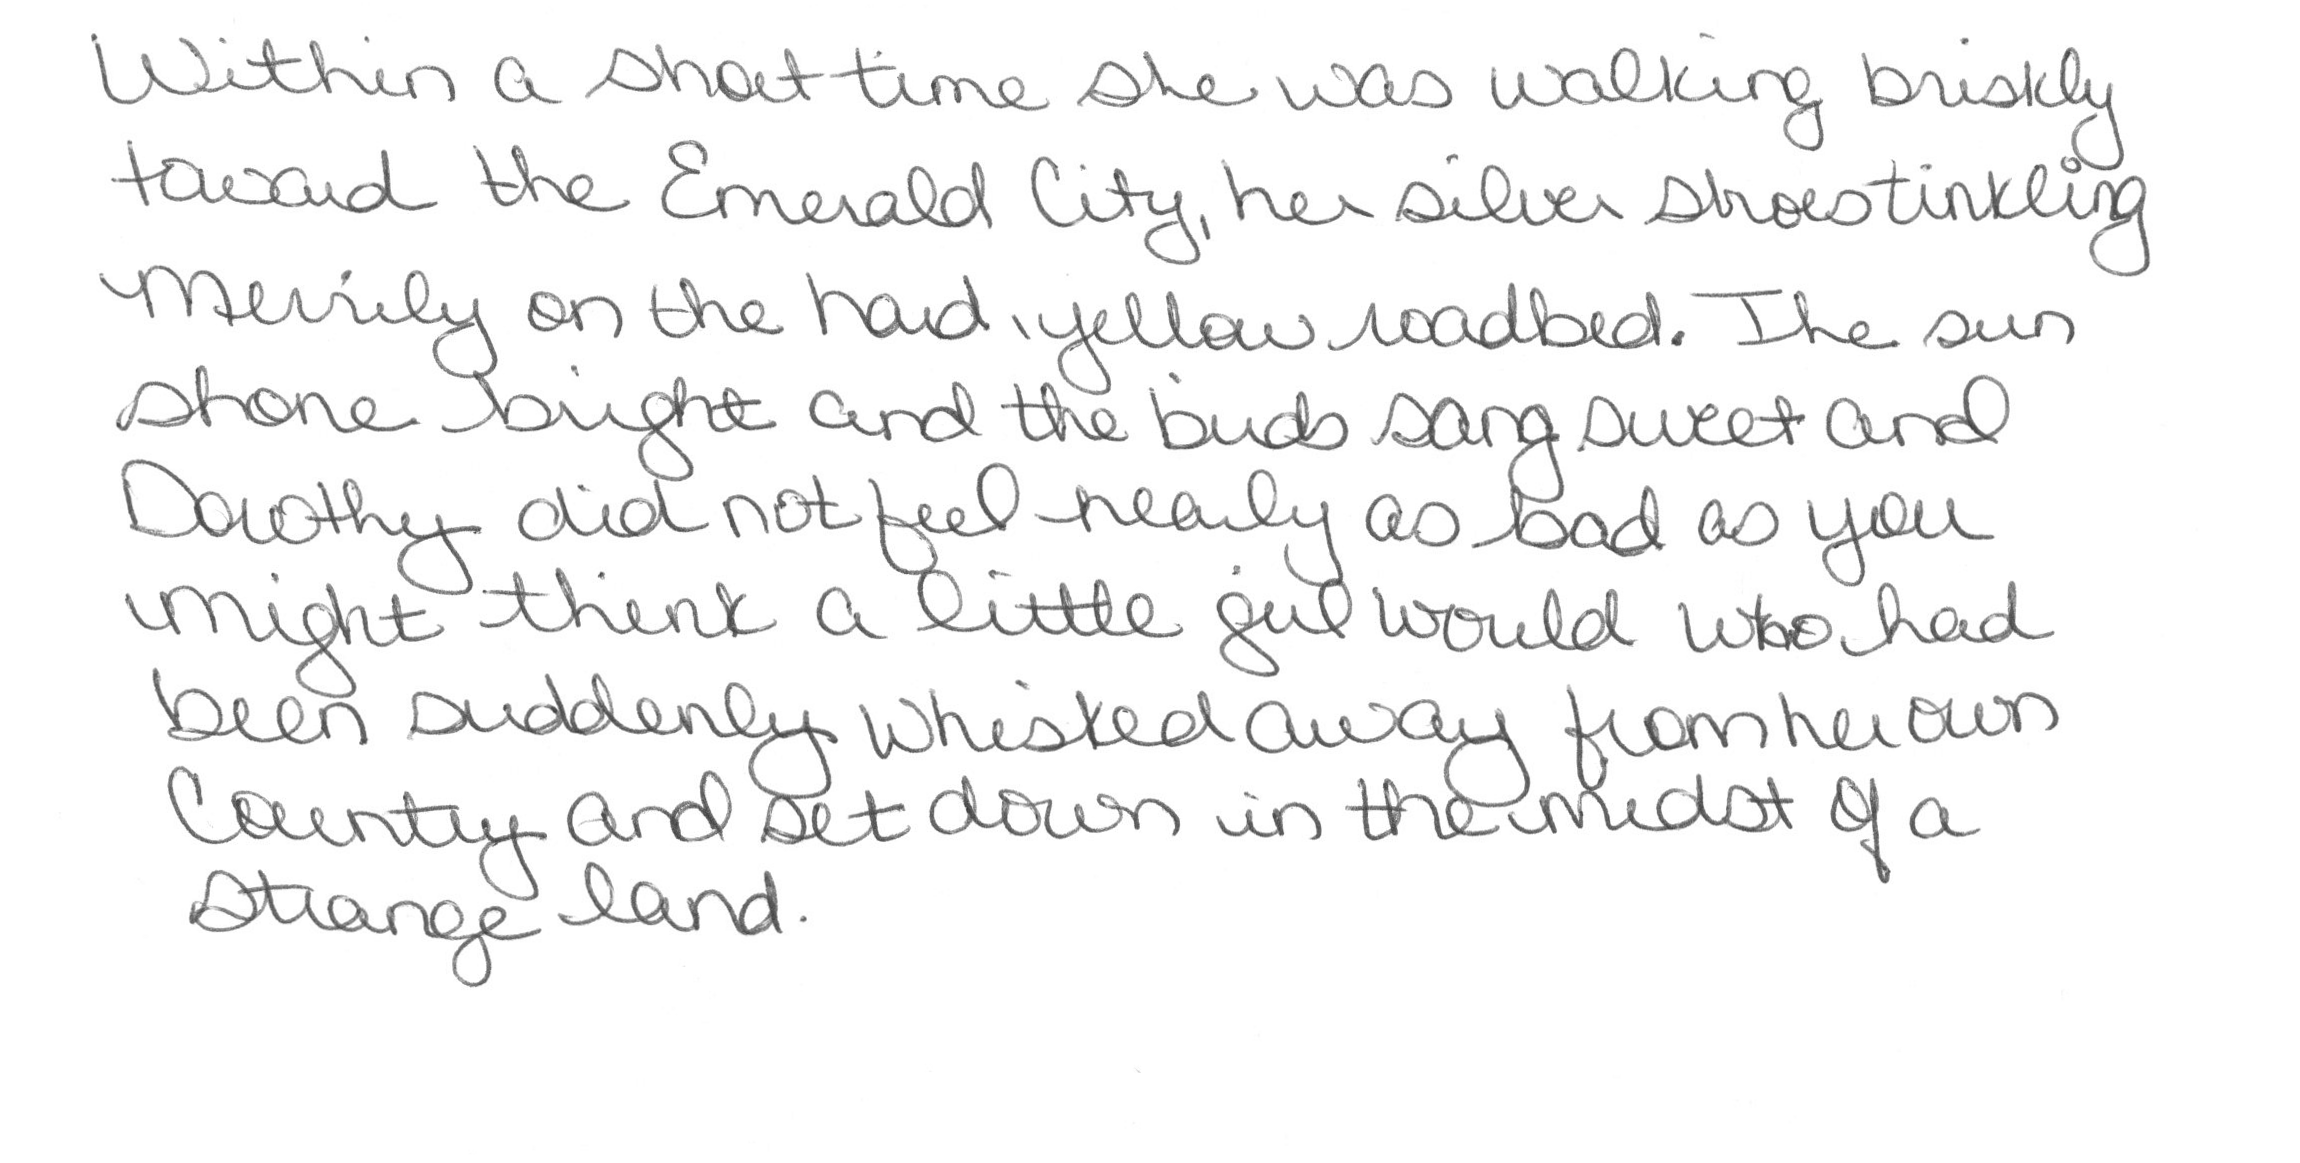 Within a short time she was walking briskly
toward the Emerald City, her silver shoes tinkling
merrily on the hard, yellow roadbed. The sun
shone bright and the birds sang sweet and
Dorothy did not feel nearly as bad as you
might think a little girl would who had
been suddenly whisked away from her own
Country and set down in the midst of a
strange land.